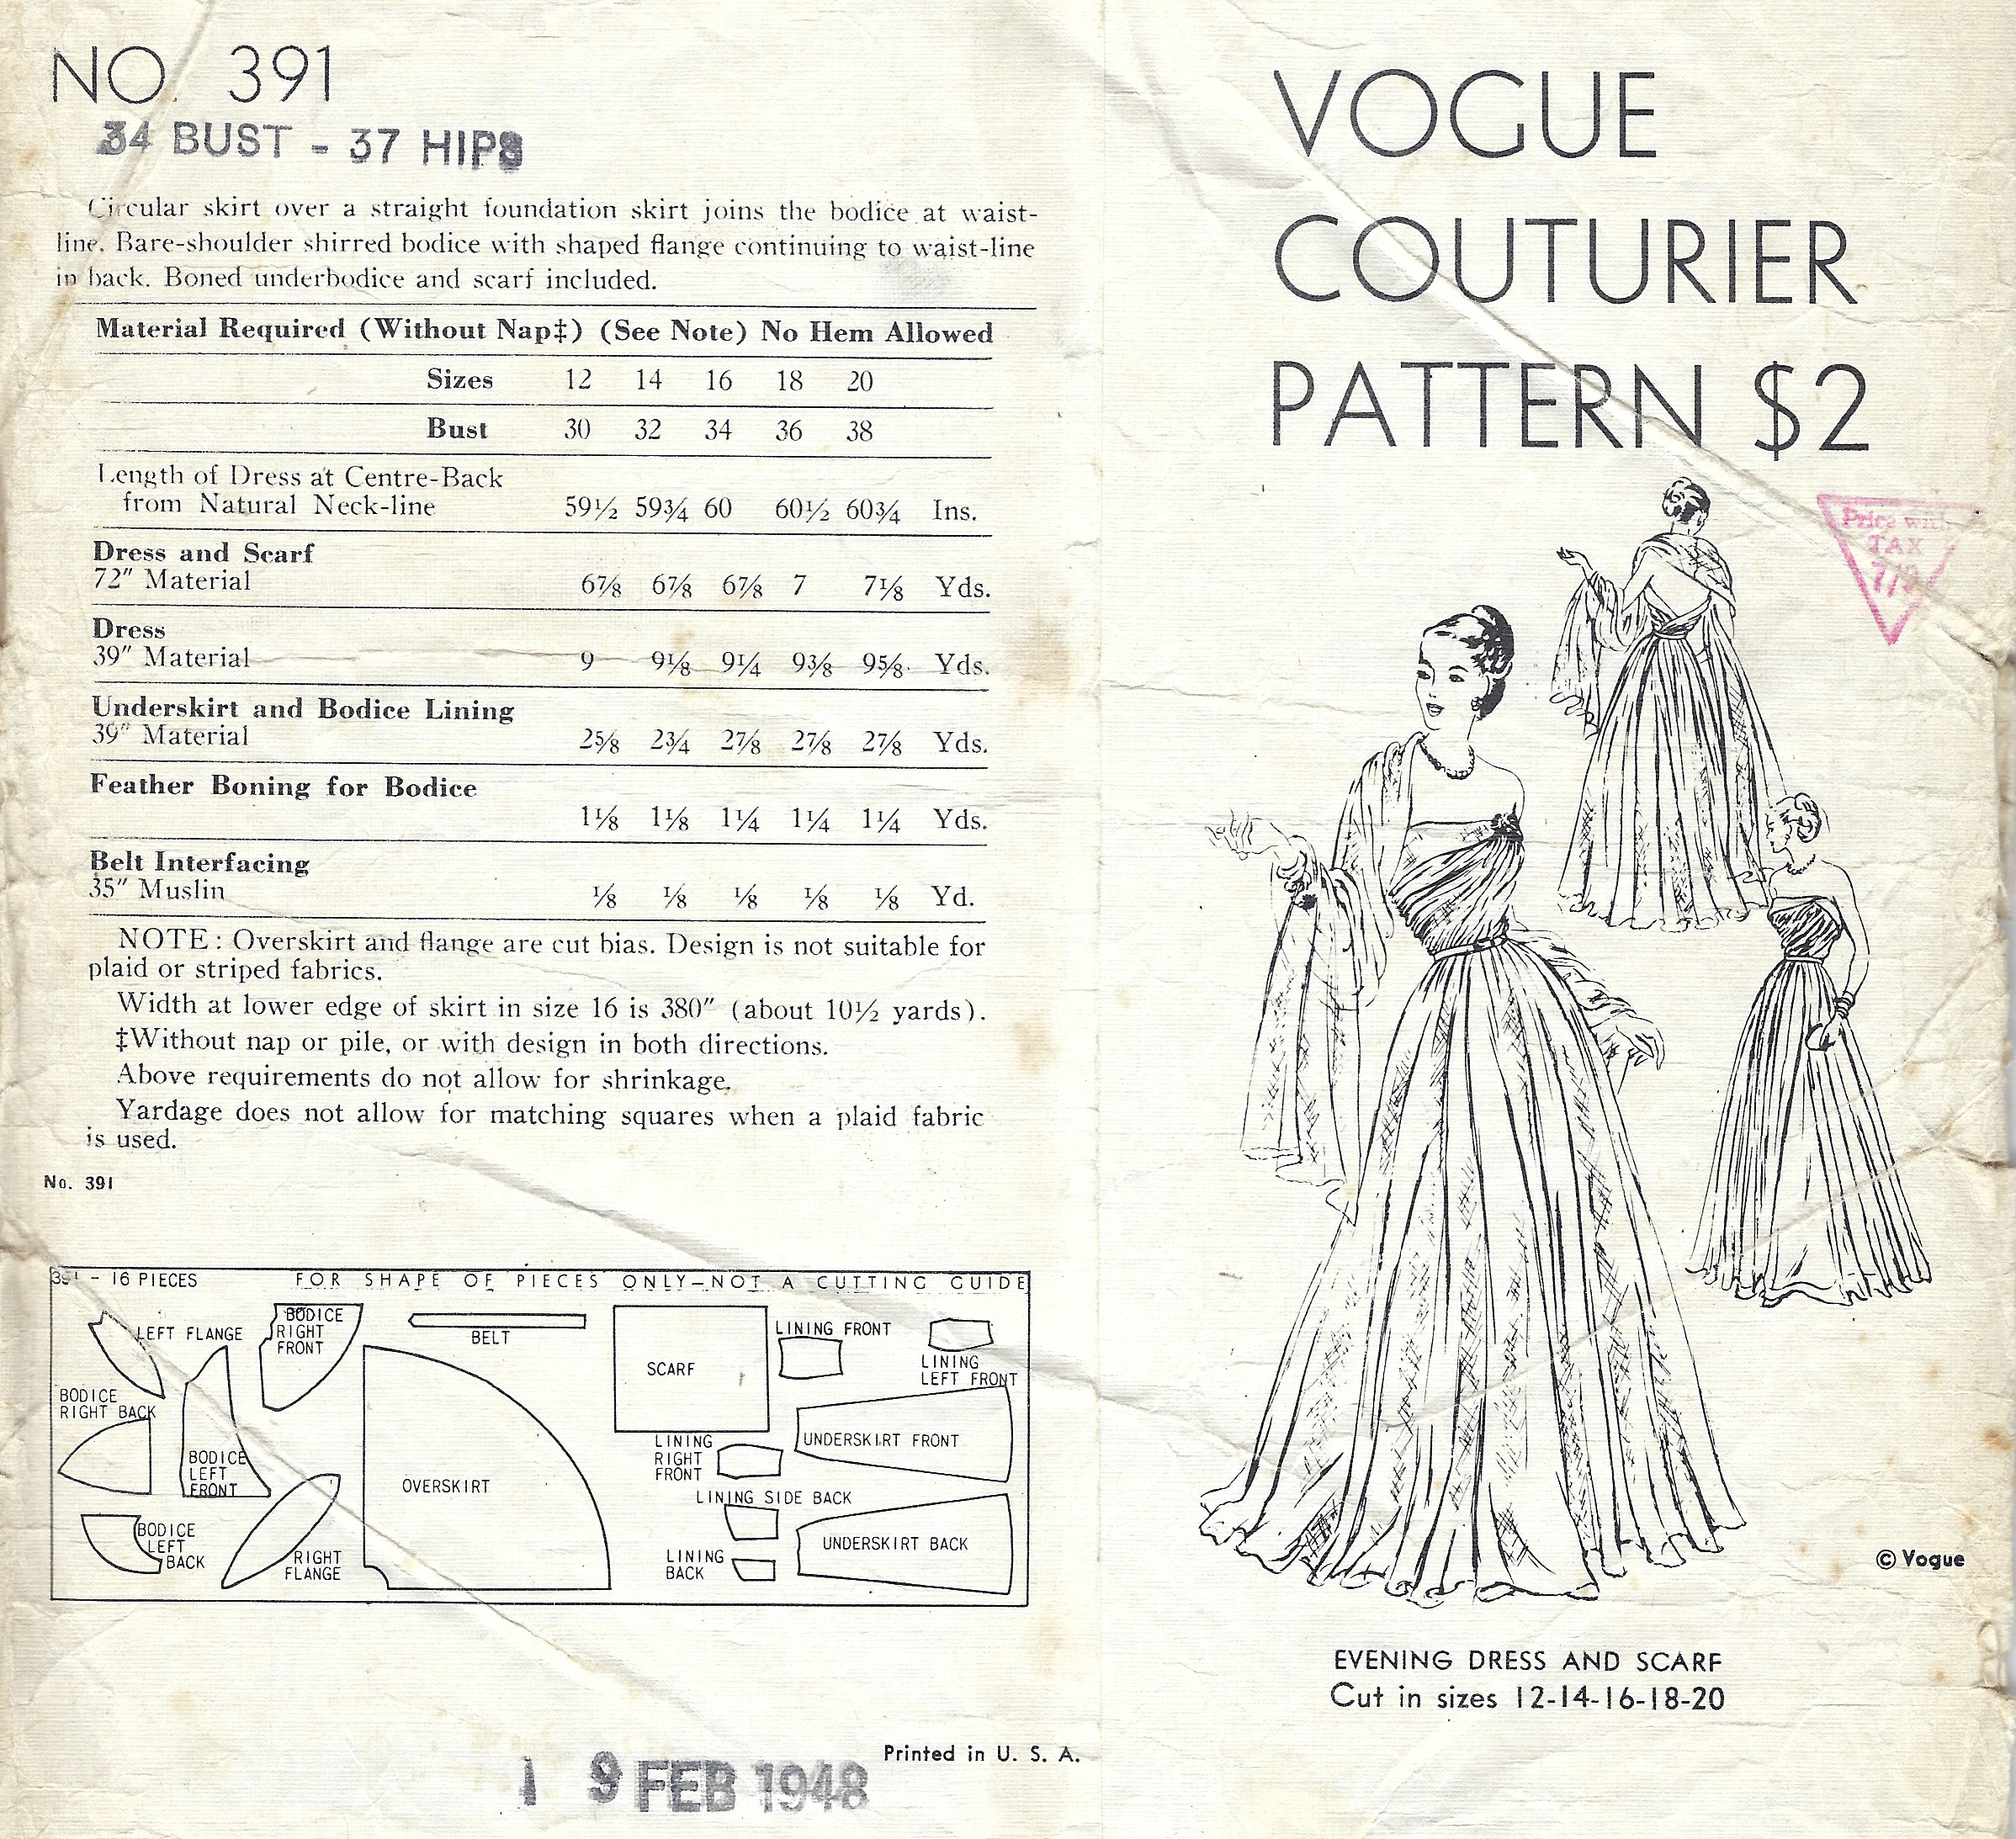 NO. 391
34 BUST - 37 HIPS
Circular skirt over a straight foundation skirt joins the bodice at waist-
line. Bare-shoulder shirred bodice with shaped flange continuing to waist-line
in back. Boned underbodice and scarf included.
Material Required (Without Nap‡) (See Note) No Hem Allowed
Sizes 12 14 16 18 20
Bust 30 32 34 36 38
Length of Dress at Centre-Back
from Natural Neck-line 59½ 59¾ 60 60½ 60¾ Ins.
Dress and Scarf
72″ Material 6⅞ 6⅞ 6⅞ 7 7⅛ Yds.
Dress
39″ Material 9 9⅛ 9¼ 9⅜ 9⅝ Yds.
Underskirt and Bodice Lining
39″ Material 2⅝ 2¾ 2⅞ 2⅞ 2⅞ Yds.
Feather Boning for Bodice
1⅛ 1⅛ 1¼ 1¼ 1¼ Yds.
Belt Interfacing
35″ Muslin ⅛ ⅛ ⅛ ⅛ ⅛ Yd.
NOTE: Overskirt and flange are cut bias. Design is not suitable for
plaid or striped fabrics.
Width at lower edge of skirt in size 16 is 380″ (about 10½ yards).
‡Without nap or pile, or with design in both directions.
Above requirements do not allow for shrinkage.
Yardage does not allow for matching squares when a plaid fabric
is used.
No. 391
391 - 16 PIECES FOR SHAPE OF PIECES ONLY—NOT A CUTTING GUIDE
LEFT FLANGE
BODICE
RIGHT
FRONT
BELT
SCARF
LINING FRONT
LINING
LEFT FRONT
BODICE
RIGHT BACK
BODICE
LEFT
FRONT
OVERSKIRT
LINING
RIGHT
FRONT
UNDERSKIRT FRONT
LINING SIDE BACK
BODICE
LEFT
BACK
RIGHT
FLANGE
LINING
BACK
UNDERSKIRT BACK
Printed in U. S. A.
19 FEB 1948
VOGUE
COUTURIER
PATTERN $2
Price with
TAX
© Vogue
EVENING DRESS AND SCARF
Cut in sizes 12-14-16-18-20